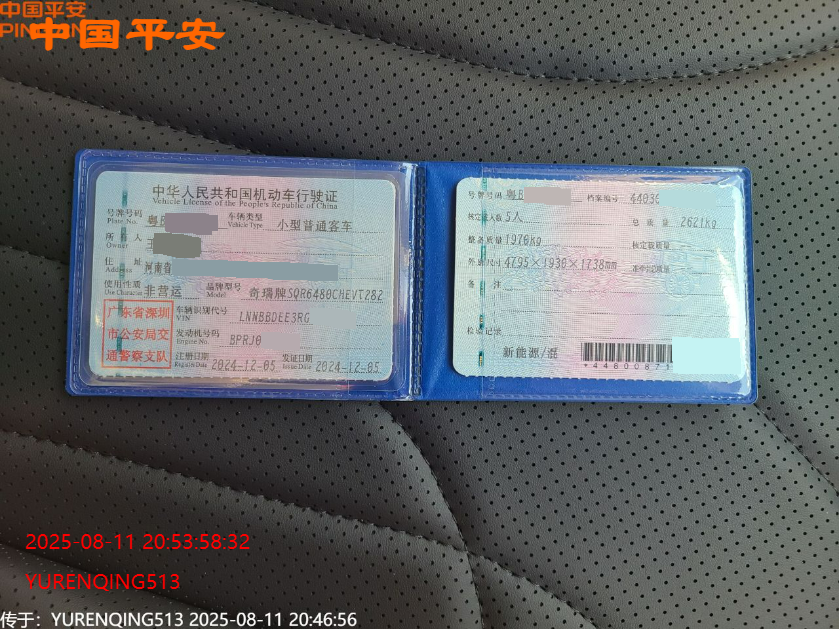 中国平安
PIN
中国平安
中华人民共和国机动车行驶证
Vehicle License of the People's Republic of China
号牌号码 粤B 车辆类型 小型普通客车
Plate No. Vehicle Type
所有人 王
Owner
住址 河南省
Address
使用性质 非营运 品牌型号 奇瑞牌SQR6480CHEVT282
Use Character Model
广东省深圳
市公安局交
通警察支队
车辆识别代号 LNNBBDEE3RG
VIN
发动机号码 BPRJ0
Engine No.
注册日期 2024-12-05 发证日期 2024-12-05
Register Date Issue Date
号牌号码 粤B 档案编号 44030
核定载人数 5人 总质量 2621kg
整备质量 1976kg 核定载质量
外廓尺寸 4795×1930×1738mm 准牵引总质量
备注
检验记录
新能源/混
*44600871
2025-08-11 20:53:58:32
YURENQING513
传于：YURENQING513 2025-08-11 20:46:56